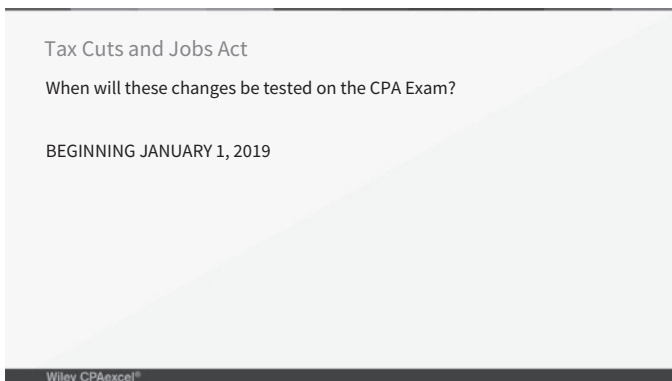 Tax Cuts and Jobs Act
When will these changes be tested on the CPA Exam?
BEGINNING JANUARY 1, 2019
Wiley CPAexcel®